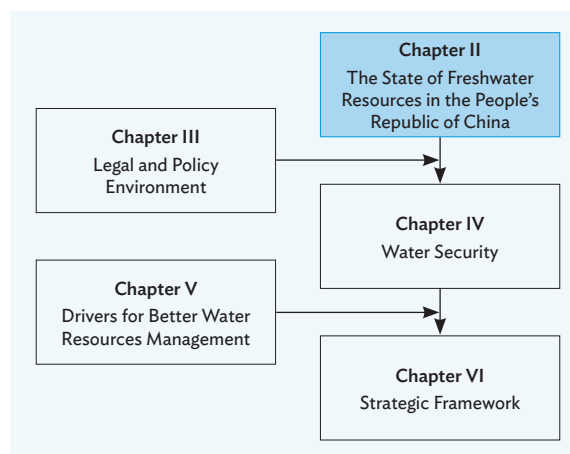 Chapter II
The State of Freshwater
Resources in the People's
Republic of China
Chapter III
Legal and Policy
Environment
Chapter IV
Water Security
Chapter V
Drivers for Better Water
Resources Management
Chapter VI
Strategic Framework